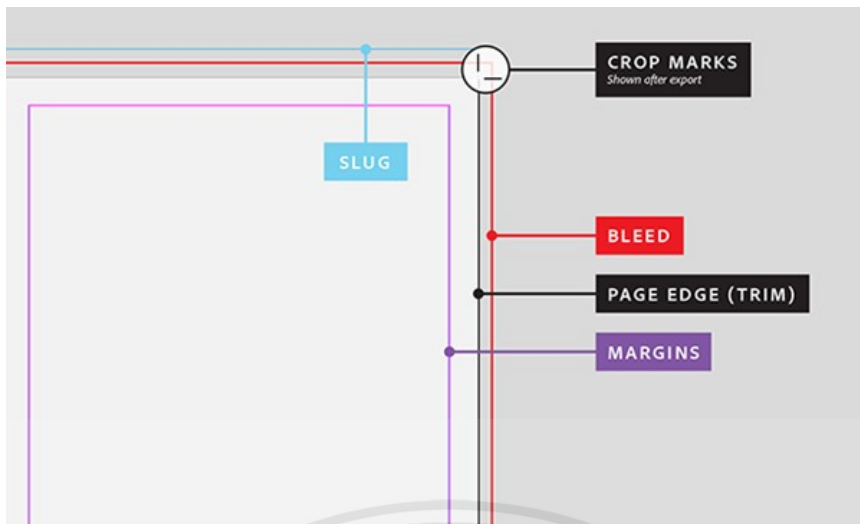 CROP MARKS
Shown after export
SLUG
BLEED
PAGE EDGE (TRIM)
MARGINS